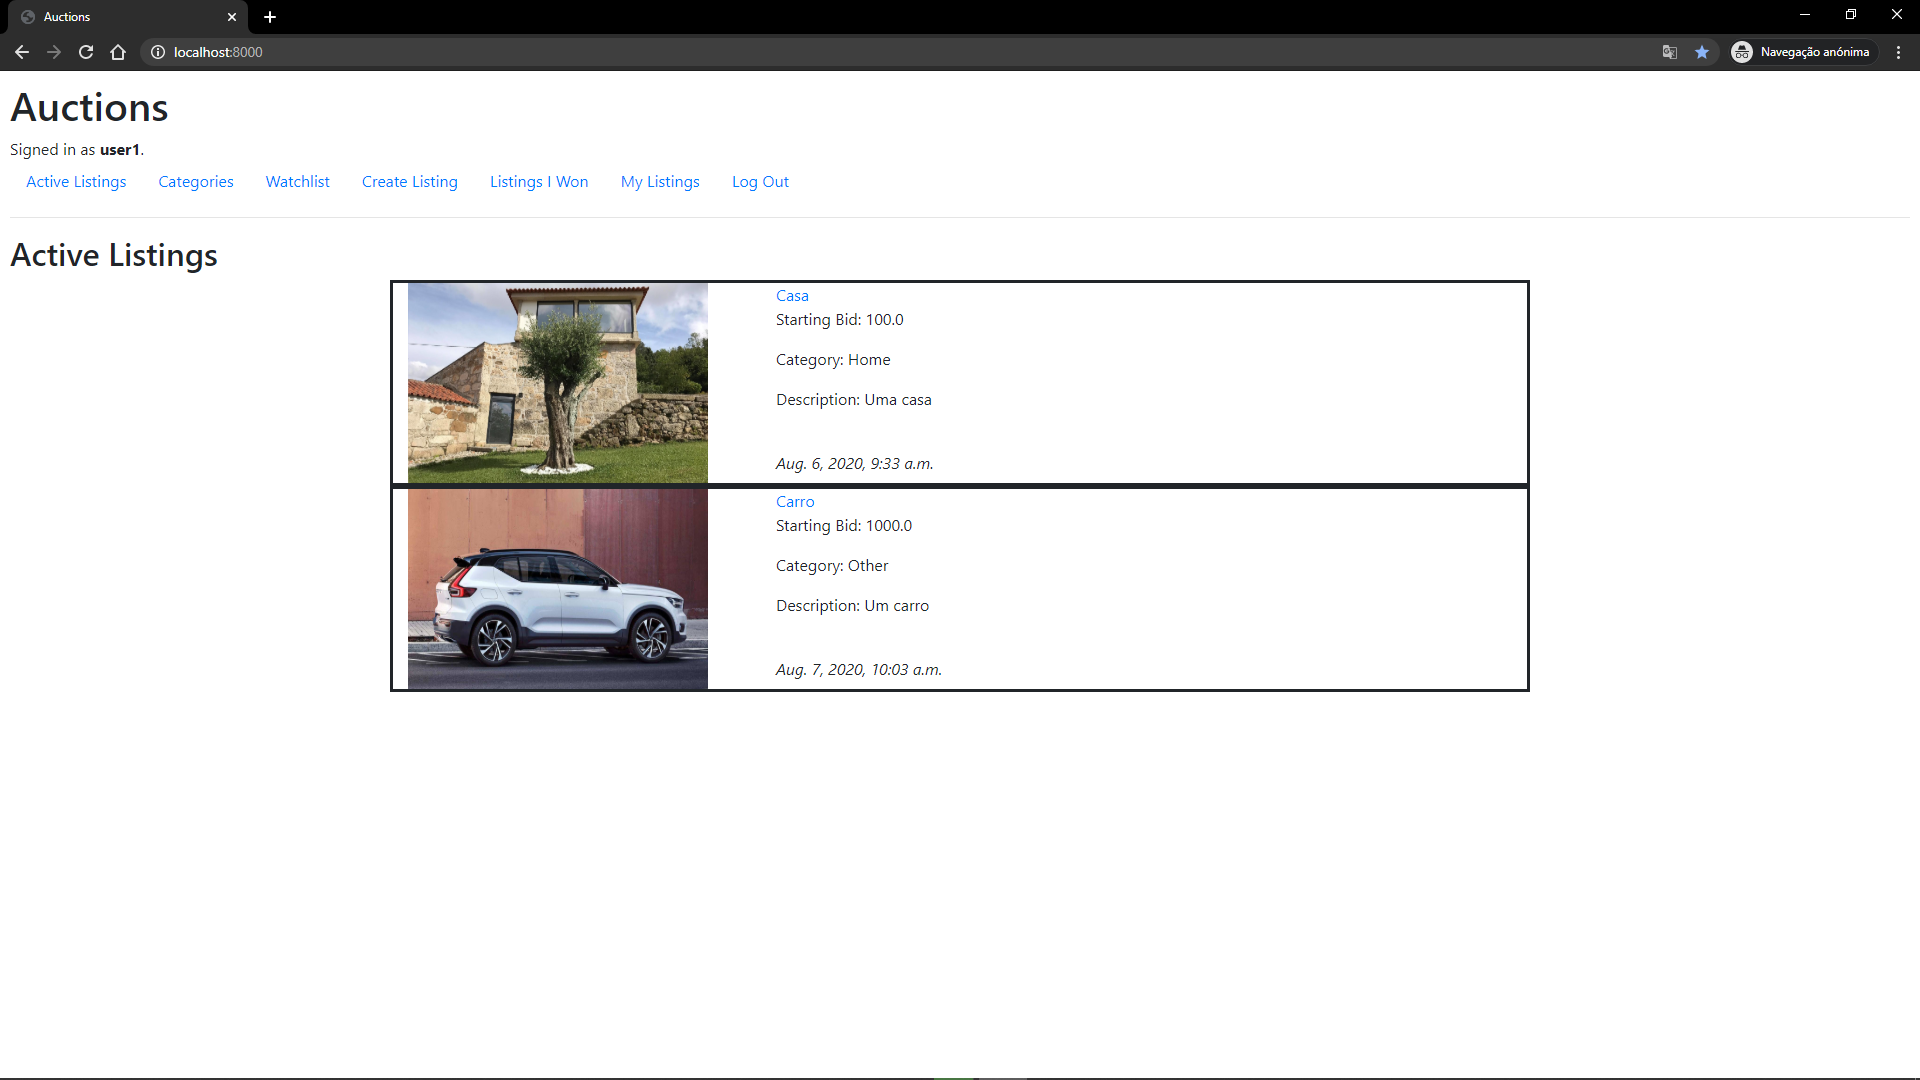 Auctions
localhost:8000
Navegação anónima
Auctions
Signed in as user1.
Active Listings Categories Watchlist Create Listing Listings I Won My Listings Log Out
Active Listings
Casa
Starting Bid: 100.0
Category: Home
Description: Uma casa
Aug. 6, 2020, 9:33 a.m.
Carro
Starting Bid: 1000.0
Category: Other
Description: Um carro
Aug. 7, 2020, 10:03 a.m.